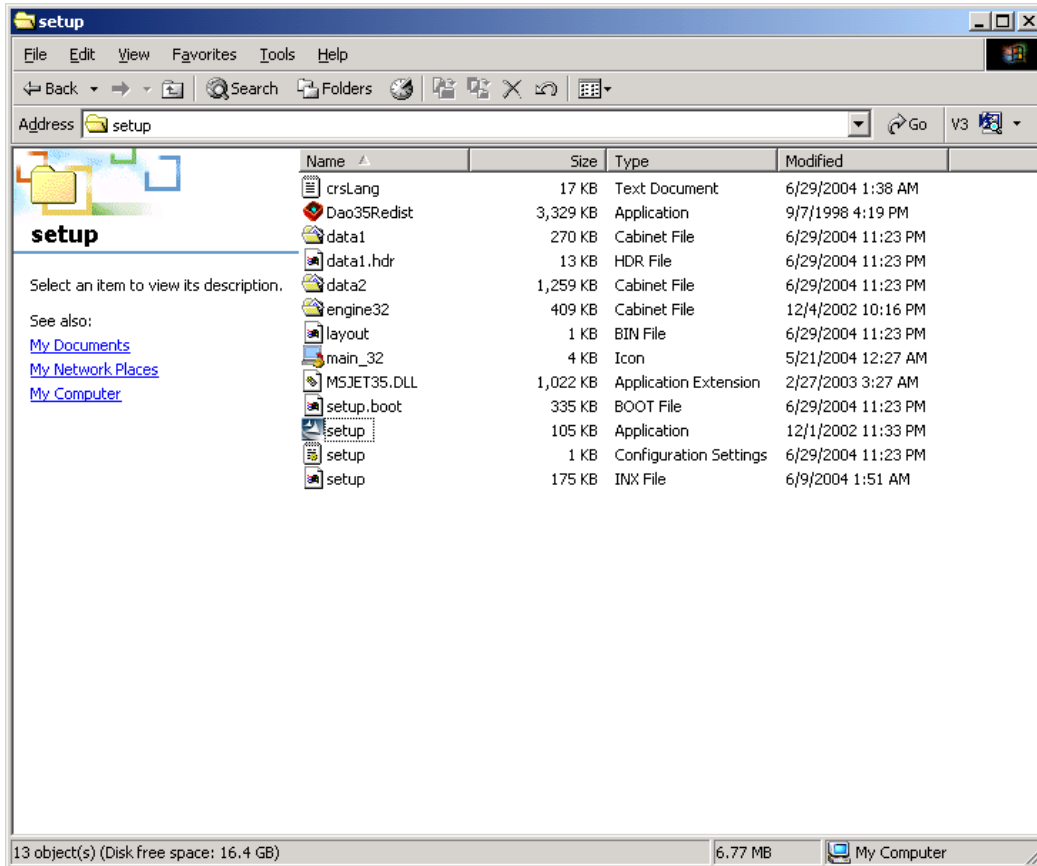 setup
File Edit View Favorites Tools Help
Back Search Folders
Address setup Go V3
Name Size Type Modified
setup
Select an item to view its description.
See also:
My Documents
My Network Places
My Computer
crsLang 17 KB Text Document 6/29/2004 1:38 AM
Dao35Redist 3,329 KB Application 9/7/1998 4:19 PM
data1 270 KB Cabinet File 6/29/2004 11:23 PM
data1.hdr 13 KB HDR File 6/29/2004 11:23 PM
data2 1,259 KB Cabinet File 6/29/2004 11:23 PM
engine32 409 KB Cabinet File 12/4/2002 10:16 PM
layout 1 KB BIN File 6/29/2004 11:23 PM
main_32 4 KB Icon 5/21/2004 12:27 AM
MSJET35.DLL 1,022 KB Application Extension 2/27/2003 3:27 AM
setup.boot 335 KB BOOT File 6/29/2004 11:23 PM
setup 105 KB Application 12/1/2002 11:33 PM
setup 1 KB Configuration Settings 6/29/2004 11:23 PM
setup 175 KB INX File 6/9/2004 1:51 AM
13 object(s) (Disk free space: 16.4 GB) 6.77 MB My Computer